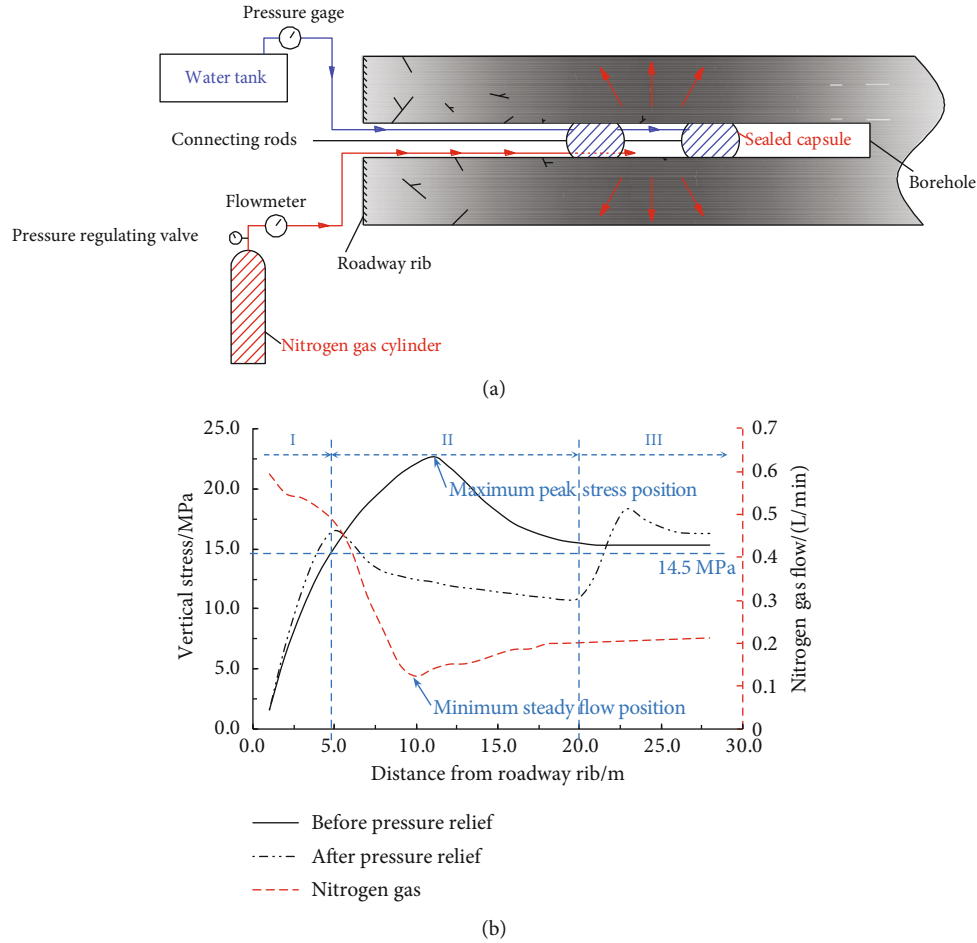 Pressure gage
Water tank
Connecting rods
Sealed capsule
Borehole
Flowmeter
Pressure regulating valve
Roadway rib
Nitrogen gas cylinder
(a)
25.0
20.0
15.0
10.0
5.0
0.0
Vertical stress/MPa
I
II
III
Maximum peak stress position
14.5 MPa
Minimum steady flow position
0.7
0.6
0.5
0.4
0.3
0.2
0.1
0
Nitrogen gas flow/(L/min)
0.0
5.0
10.0
15.0
20.0
25.0
30.0
Distance from roadway rib/m
Before pressure relief
After pressure relief
Nitrogen gas
(b)